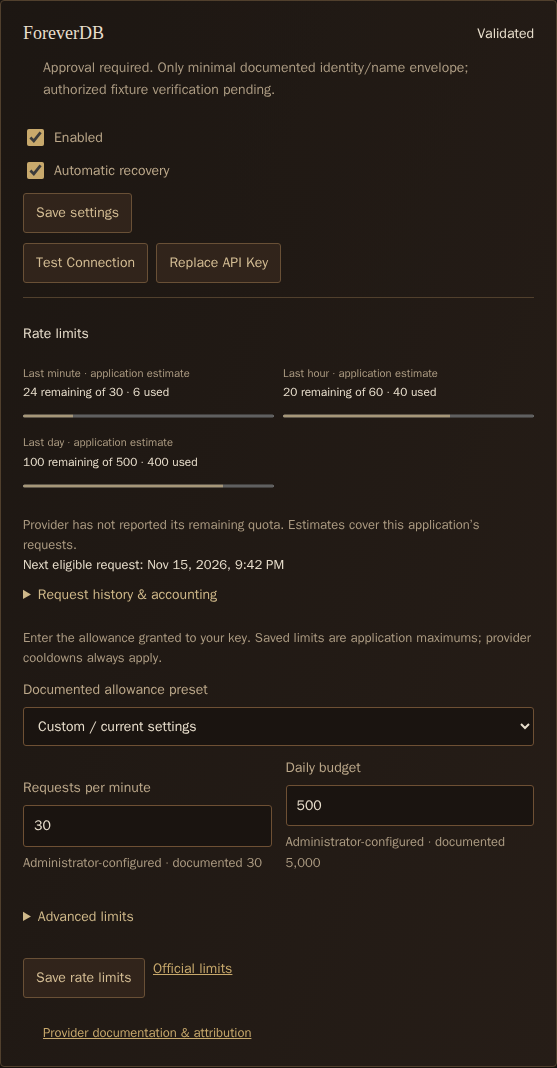 ForeverDB
Validated
Approval required. Only minimal documented identity/name envelope;
authorized fixture verification pending.
Enabled
Automatic recovery
Save settings
Test Connection
Replace API Key
Rate limits
Last minute · application estimate
24 remaining of 30 · 6 used
Last hour · application estimate
20 remaining of 60 · 40 used
Last day · application estimate
100 remaining of 500 · 400 used
Provider has not reported its remaining quota. Estimates cover this application's
requests.
Next eligible request: Nov 15, 2026, 9:42 PM
Request history & accounting
Enter the allowance granted to your key. Saved limits are application maximums; provider
cooldowns always apply.
Documented allowance preset
Custom / current settings
Requests per minute
30
Administrator-configured · documented 30
Daily budget
500
Administrator-configured · documented
5,000
Advanced limits
Save rate limits
Official limits
Provider documentation & attribution